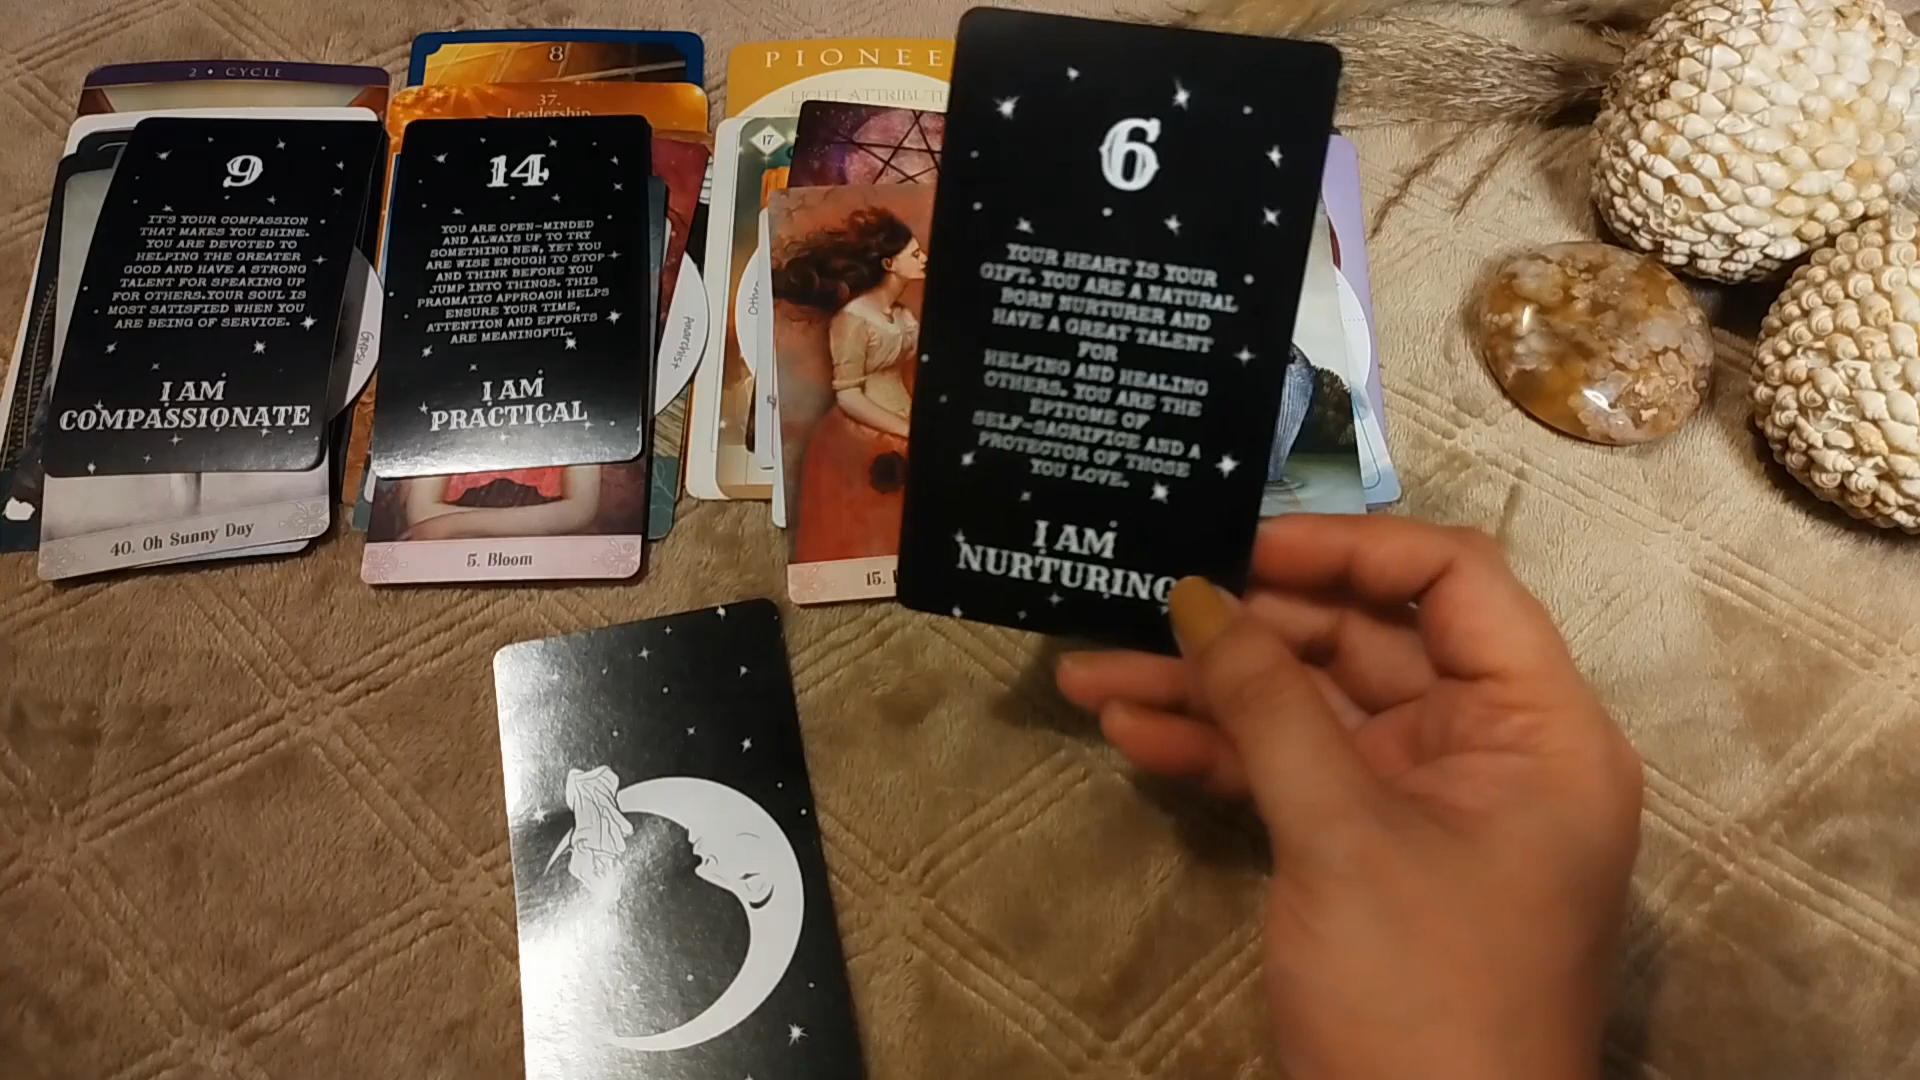 2 • CYCLE
9
IT'S YOUR COMPASSION
THAT MAKES YOU SHINE.
YOU ARE DEVOTED TO
HELPING THE GREATER
GOOD AND HAVE A STRONG
TALENT FOR SPEAKING UP
FOR OTHERS.YOUR SOUL IS
MOST SATISFIED WHEN YOU
ARE BEING OF SERVICE.
I AM
COMPASSIONATE
Gypsy
40. Oh Sunny Day
8
37.
Leadership
14
YOU ARE OPEN-MINDED
AND ALWAYS UP TO TRY
SOMETHING NEW, YET YOU
ARE WISE ENOUGH TO STOP
AND THINK BEFORE YOU
JUMP INTO THINGS. THIS
PRAGMATIC APPROACH HELPS
ENSURE YOUR TIME,
ATTENTION AND EFFORTS
ARE MEANINGFUL.
I AM
PRACTICAL
Anarchist
5. Bloom
PIONEE
LIGHT ATTRIBUT
17
15.
6
YOUR HEART IS YOUR
GIFT. YOU ARE A NATURAL
BORN NURTURER AND
HAVE A GREAT TALENT
FOR
HELPING AND HEALING
OTHERS. YOU ARE THE
EPITOME OF
SELF-SACRIFICE AND A
PROTECTOR OF THOSE
YOU LOVE.
I AM
NURTURING